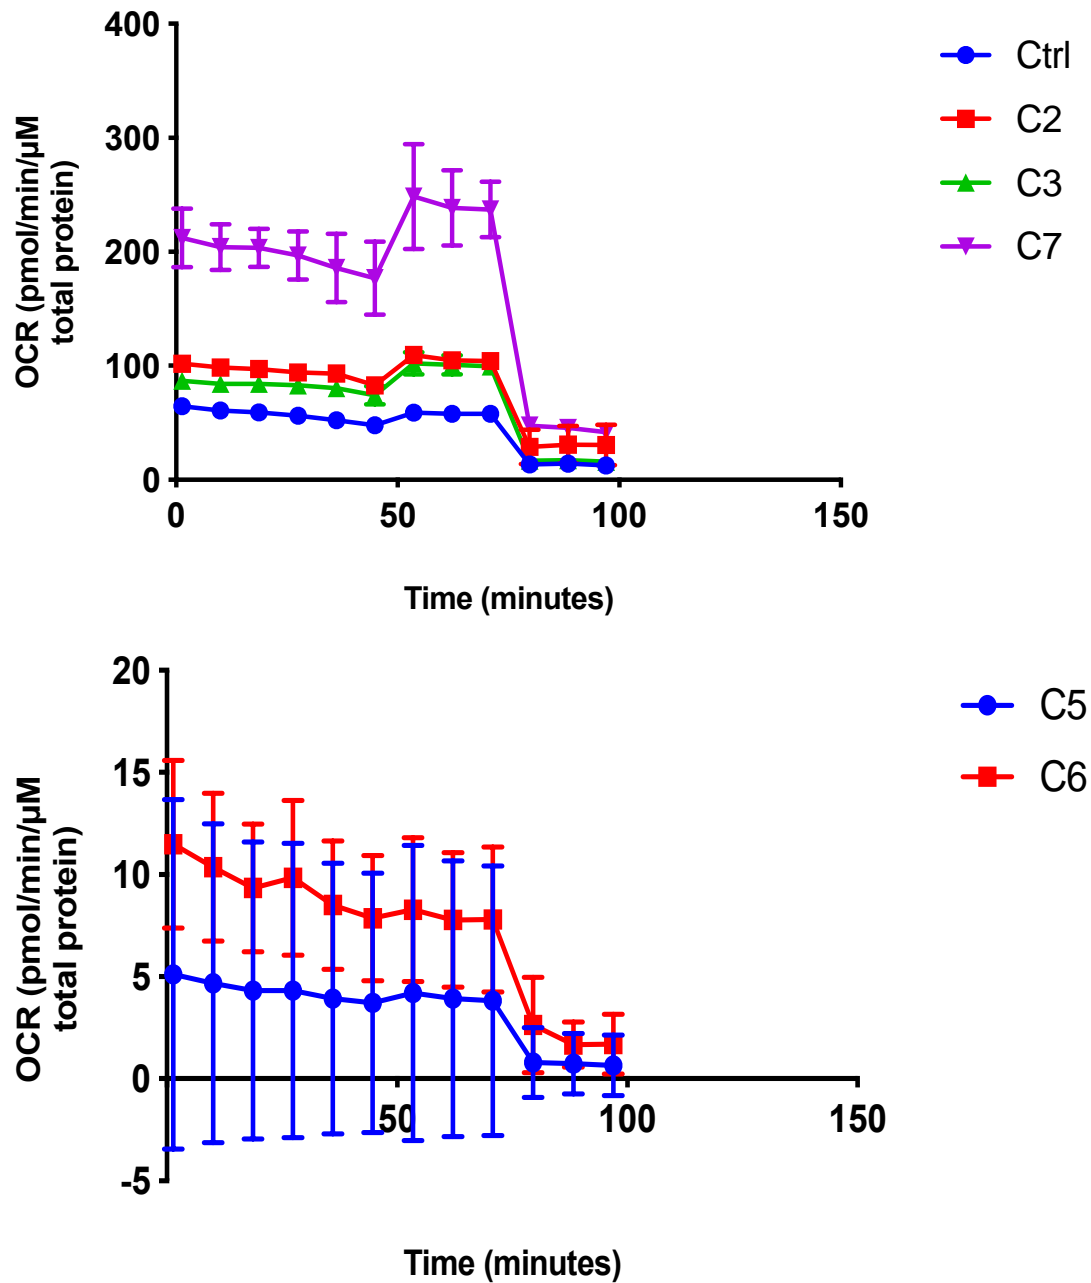 400
300
200
100
0
0 50 100 150
OCR (pmol/min/µM
total protein)
Time (minutes)
Ctrl
C2
C3
C7
20
15
10
5
0
-5
50 100 150
OCR (pmol/min/µM
total protein)
Time (minutes)
C5
C6